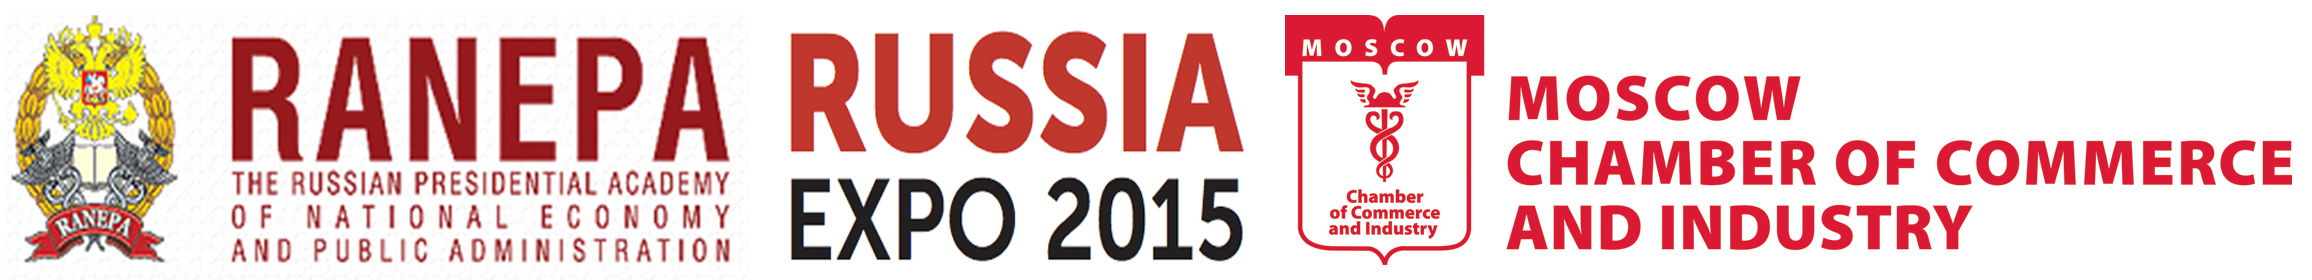 RANEPA
RANEPA
THE RUSSIAN PRESIDENTIAL ACADEMY
OF NATIONAL ECONOMY
AND PUBLIC ADMINISTRATION
RUSSIA
EXPO 2015
MOSCOW
Chamber
of Commerce
and Industry
MOSCOW
CHAMBER OF COMMERCE
AND INDUSTRY